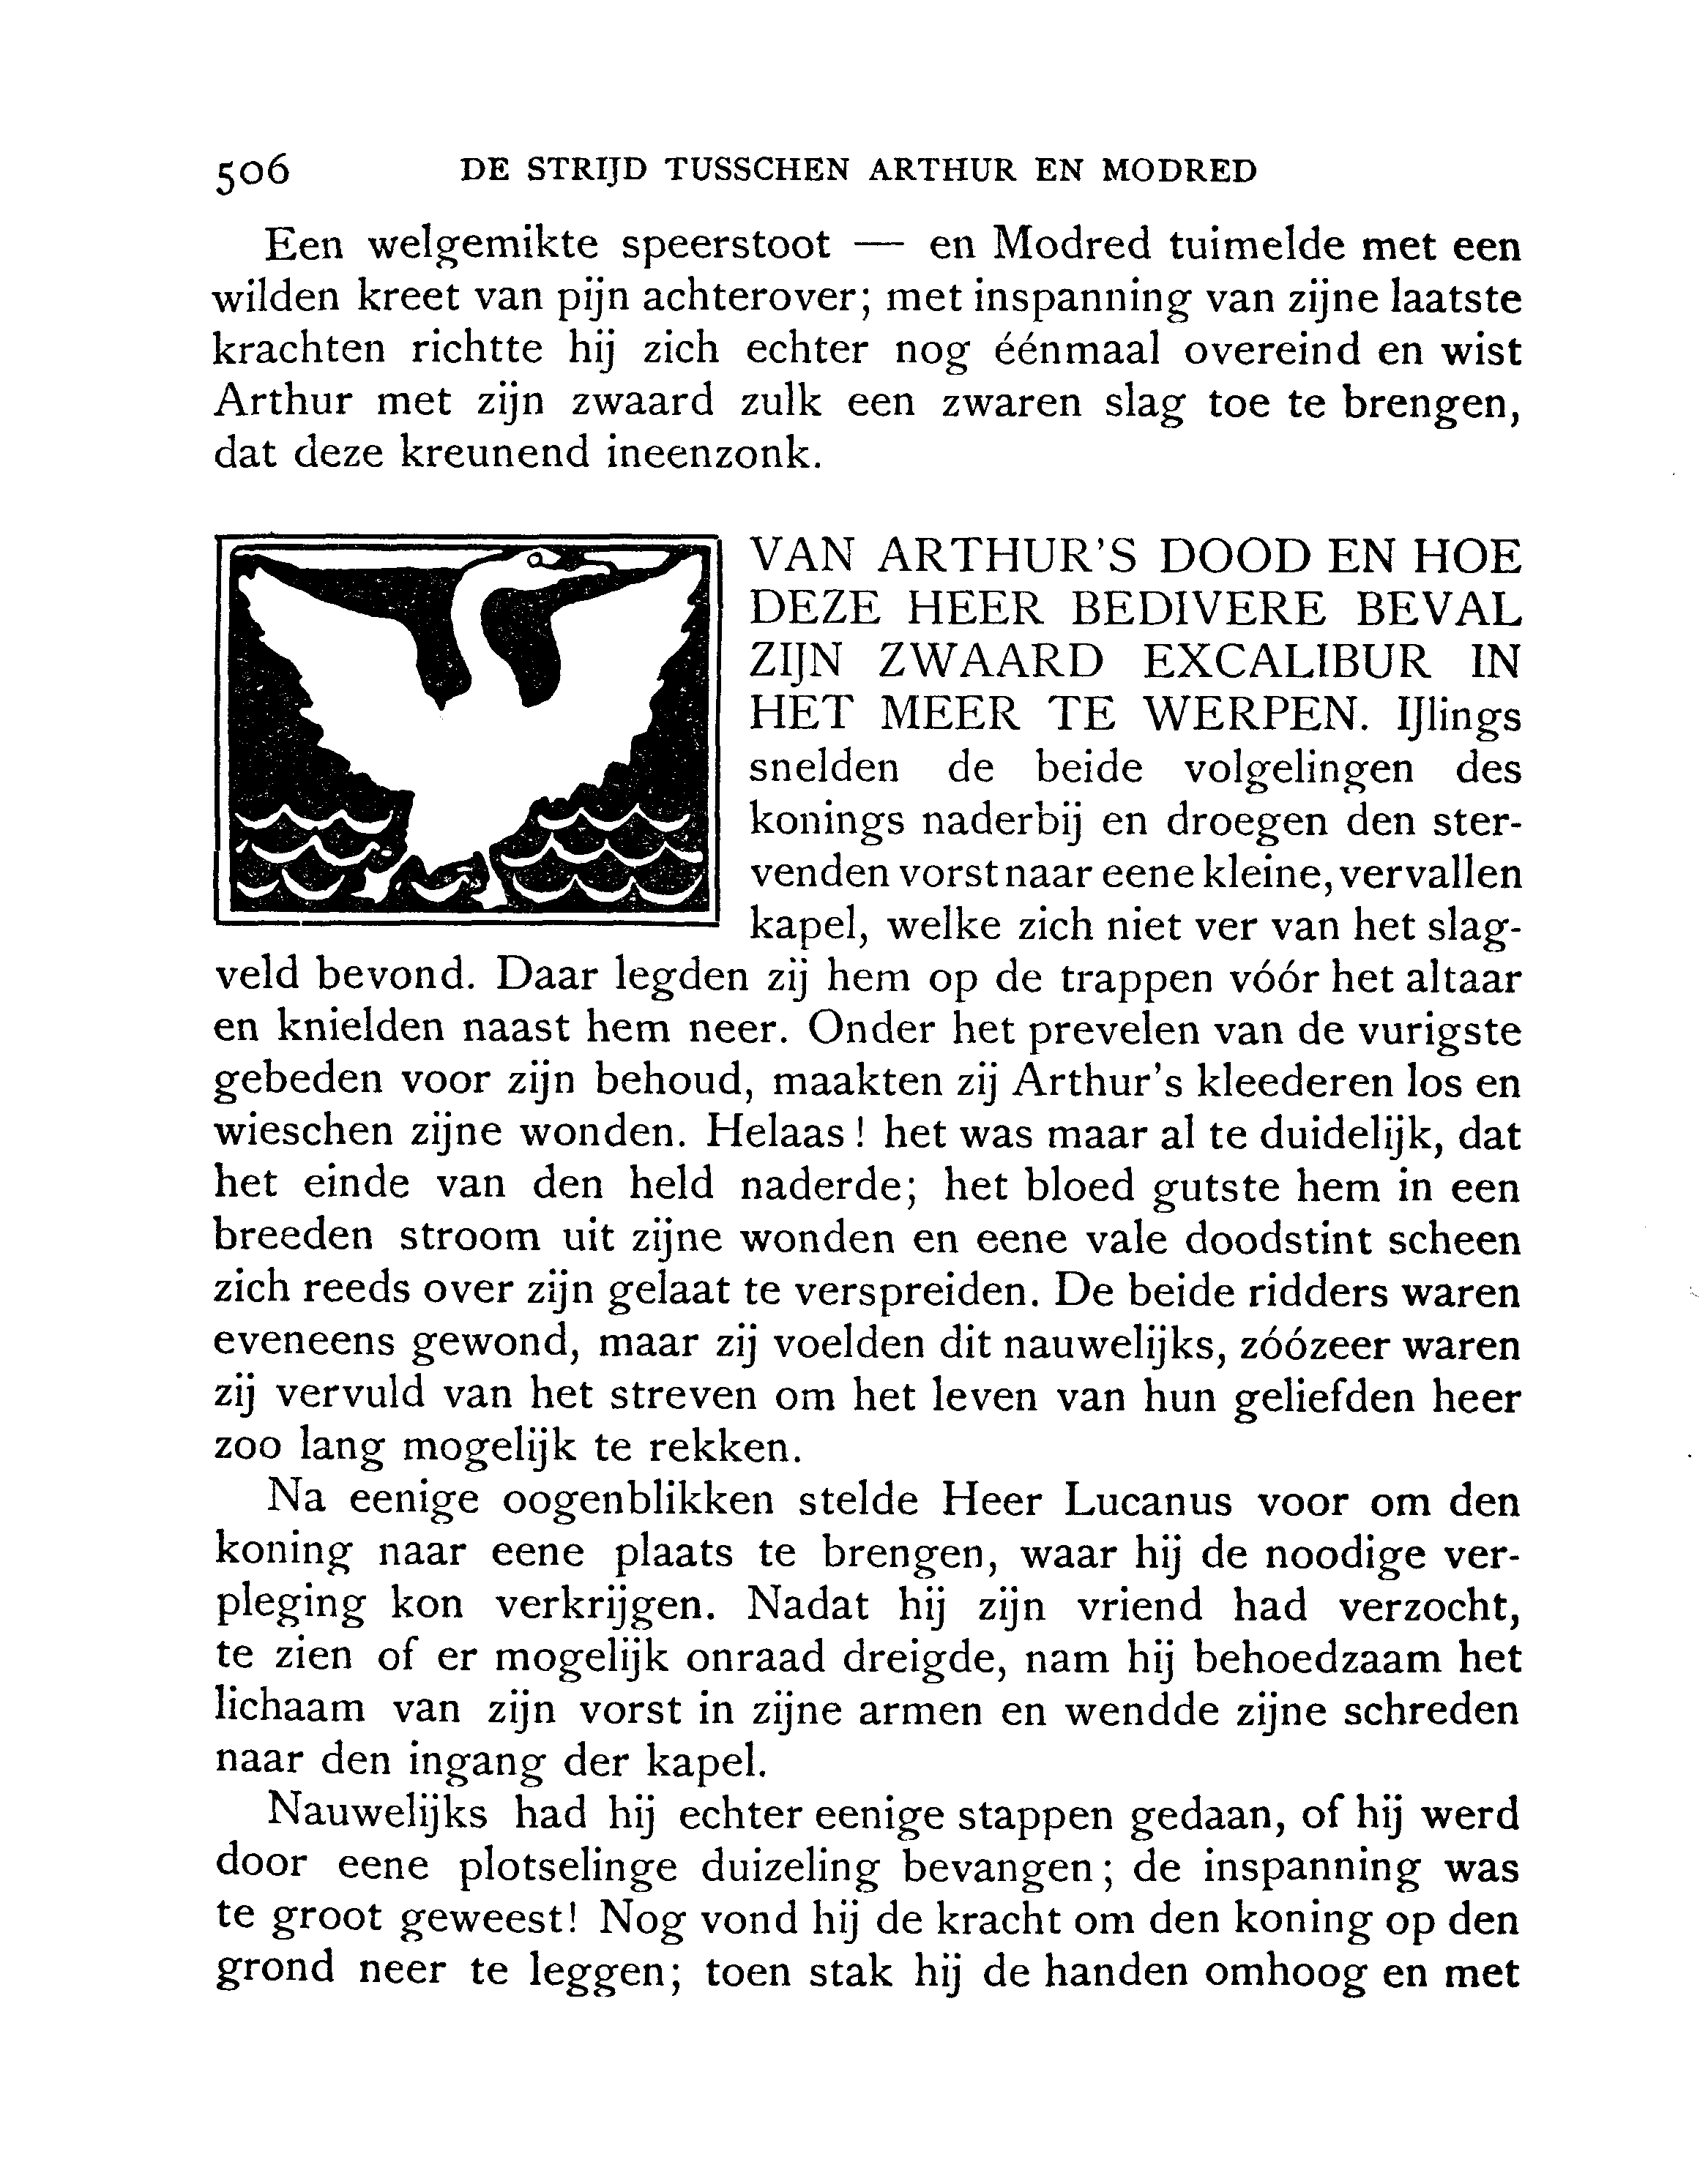 506 DE STRIJD TUSSCHEN ARTHUR EN MODRED
Een welgemikte speerstoot — en Modred tuimelde met een
wilden kreet van pijn achterover; met inspanning van zijne laatste
krachten richtte hij zich echter nog éénmaal overeind en wist
Arthur met zijn zwaard zulk een zwaren slag toe te brengen,
dat deze kreunend ineenzonk.
VAN ARTHUR'S DOOD EN HOE
DEZE HEER BEDIVERE BEVAL
ZIJN ZWAARD EXCALIBUR IN
HET MEER TE WERPEN. IJlings
snelden de beide volgelingen des
konings naderbij en droegen den ster-
venden vorst naar eene kleine, vervallen
kapel, welke zich niet ver van het slag-
veld bevond. Daar legden zij hem op de trappen vóór het altaar
en knielden naast hem neer. Onder het prevelen van de vurigste
gebeden voor zijn behoud, maakten zij Arthur's kleederen los en
wieschen zijne wonden. Helaas! het was maar al te duidelijk, dat
het einde van den held naderde; het bloed gutste hem in een
breeden stroom uit zijne wonden en eene vale doodstint scheen
zich reeds over zijn gelaat te verspreiden. De beide ridders waren
eveneens gewond, maar zij voelden dit nauwelijks, zóózeer waren
zij vervuld van het streven om het leven van hun geliefden heer
zoo lang mogelijk te rekken.
Na eenige oogenblikken stelde Heer Lucanus voor om den
koning naar eene plaats te brengen, waar hij de noodige ver-
pleging kon verkrijgen. Nadat hij zijn vriend had verzocht,
te zien of er mogelijk onraad dreigde, nam hij behoedzaam het
lichaam van zijn vorst in zijne armen en wendde zijne schreden
naar den ingang der kapel.
Nauwelijks had hij echter eenige stappen gedaan, of hij werd
door eene plotselinge duizeling bevangen; de inspanning was
te groot geweest! Nog vond hij de kracht om den koning op den
grond neer te leggen; toen stak hij de handen omhoog en met